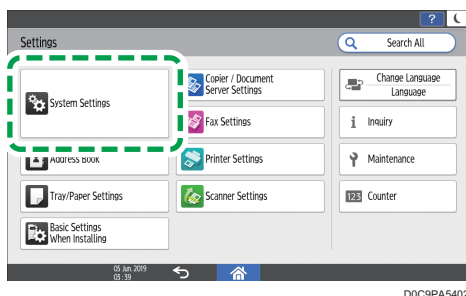 ?
Settings
Search All
System Settings
Copier / Document
Server Settings
Change Language
Language
Fax Settings
i Inquiry
Address Book
Printer Settings
Maintenance
Tray/Paper Settings
Scanner Settings
123 Counter
Basic Settings
When Installing
05 Jun. 2019
03:39
D0C9PA5402